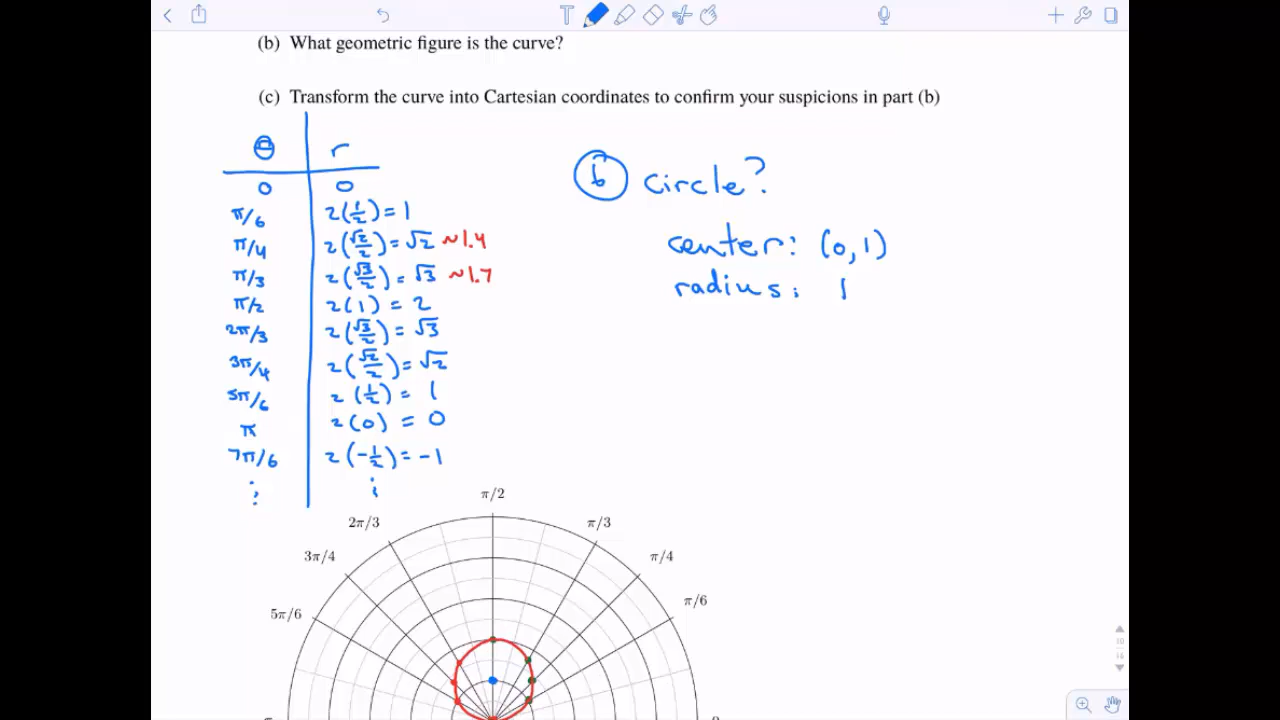 (b) What geometric figure is the curve?
(c) Transform the curve into Cartesian coordinates to confirm your suspicions in part (b)
θ r
0 0
π/6 2(1/2) = 1
π/4 2(√2/2) = √2 ~1.4
π/3 2(√3/2) = √3 ~1.7
π/2 2(1) = 2
2π/3 2(√3/2) = √3
3π/4 2(√2/2) = √2
5π/6 2(1/2) = 1
π 2(0) = 0
7π/6 2(-1/2) = -1
⋮ ⋮
b circle?
center: (0,1)
radius: 1
π/2
2π/3 π/3
3π/4 π/4
5π/6 π/6